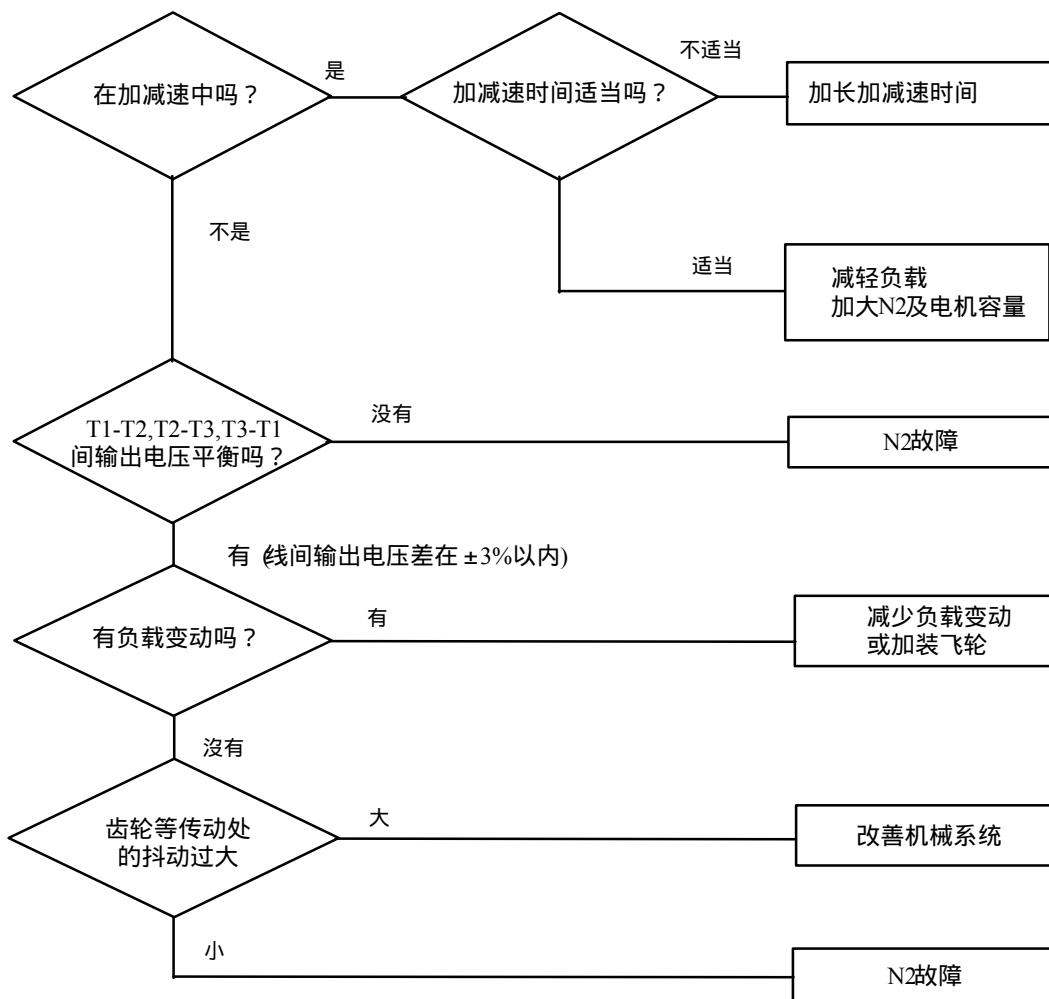 不适当
是
在加减速中吗？
加减速时间适当吗？
加长加减速时间
不是
适当
减轻负载
加大N2及电机容量
T1-T2,T2-T3,T3-T1
间输出电压平衡吗？
没有
N2故障
有 (线间输出电压差在 ±3%以内)
有负载变动吗？
有
减少负载变动
或加装飞轮
沒有
齿轮等传动处
的抖动过大
大
改善机械系统
小
N2故障